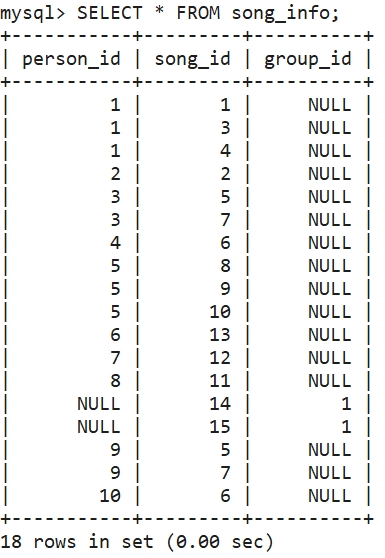 mysql> SELECT * FROM song_info;
+-----------+---------+----------+
| person_id | song_id | group_id |
+-----------+---------+----------+
|         1 |       1 |     NULL |
|         1 |       3 |     NULL |
|         1 |       4 |     NULL |
|         2 |       2 |     NULL |
|         3 |       5 |     NULL |
|         3 |       7 |     NULL |
|         4 |       6 |     NULL |
|         5 |       8 |     NULL |
|         5 |       9 |     NULL |
|         5 |      10 |     NULL |
|         6 |      13 |     NULL |
|         7 |      12 |     NULL |
|         8 |      11 |     NULL |
|      NULL |      14 |        1 |
|      NULL |      15 |        1 |
|         9 |       5 |     NULL |
|         9 |       7 |     NULL |
|        10 |       6 |     NULL |
+-----------+---------+----------+
18 rows in set (0.00 sec)